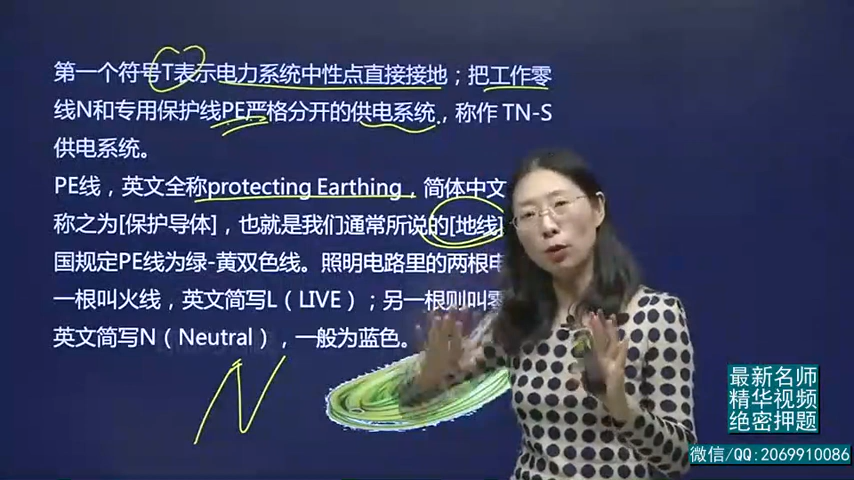 第一个符号T表示电力系统中性点直接接地；把工作零
线N和专用保护线PE严格分开的供电系统，称作 TN-S
供电系统。
PE线，英文全称protecting Earthing，简体中文
称之为[保护导体]，也就是我们通常所说的[地线]
国规定PE线为绿-黄双色线。照明电路里的两根
一根叫火线，英文简写L（LIVE）；另一根则叫零
英文简写N（Neutral），一般为蓝色。
N
最新名师
精华视频
绝密押题
微信/QQ:2069910086